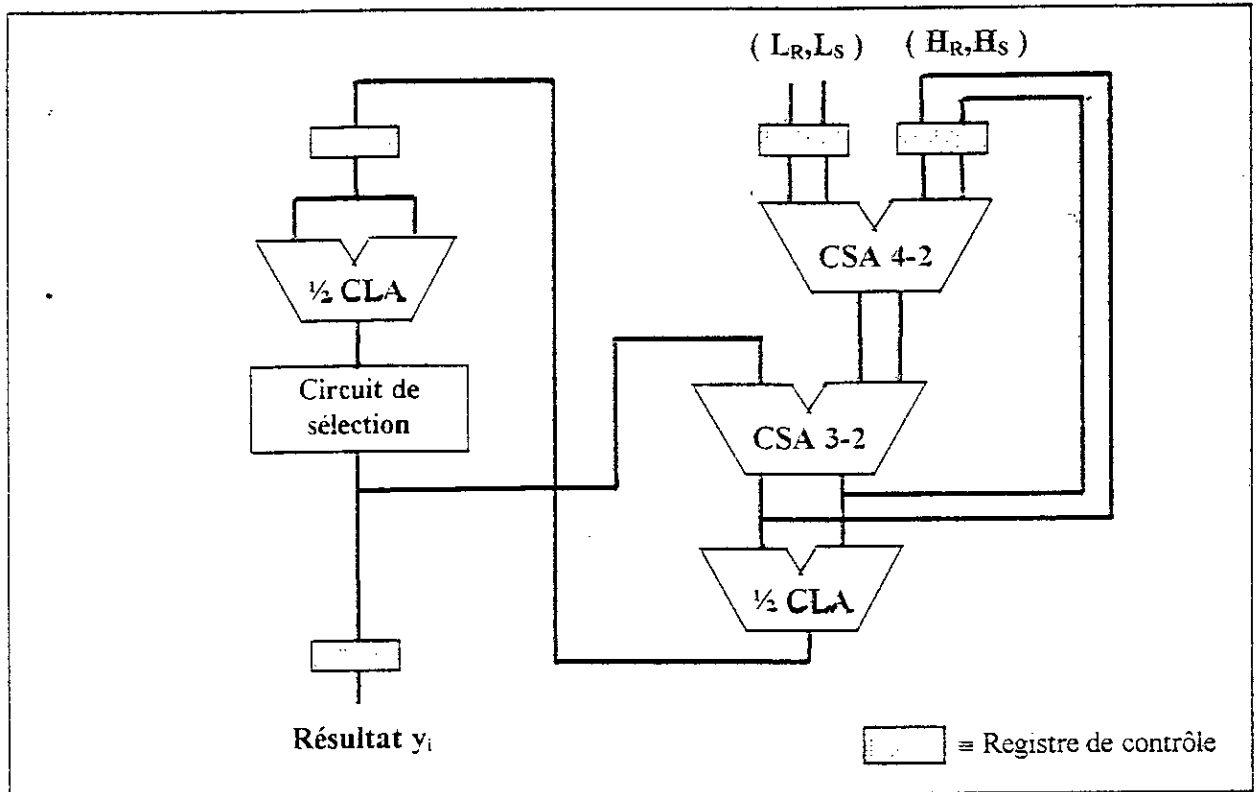 ( L_R,L_S ) ( H_R,H_S )
½ CLA
CSA 4-2
Circuit de
sélection
CSA 3-2
½ CLA
Résultat y_i
≡ Registre de contrôle